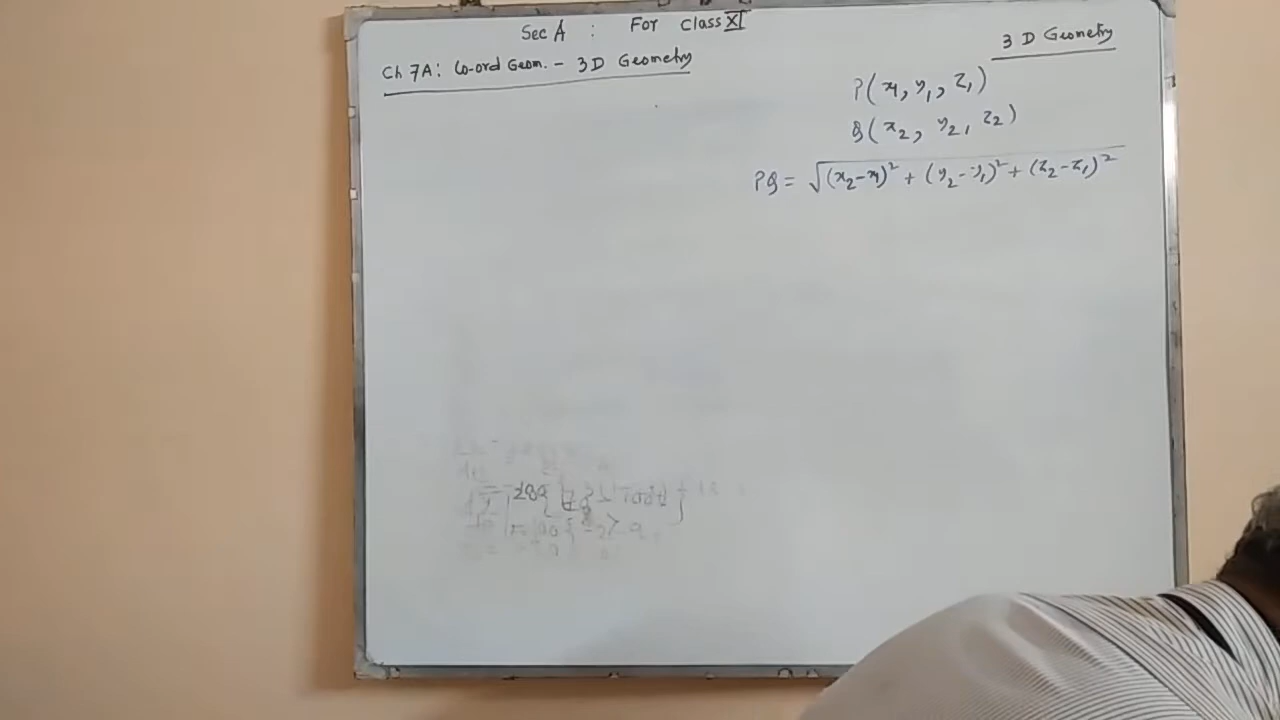 Sec A : For Class XI
Ch 7A: Co-ord Geom. - 3D Geometry
3 D Geometry
P(x₁, y₁, z₁)
Q(x₂, y₂, z₂)
PQ = √(x₂-x₁)² + (y₂-y₁)² + (z₂-z₁)²